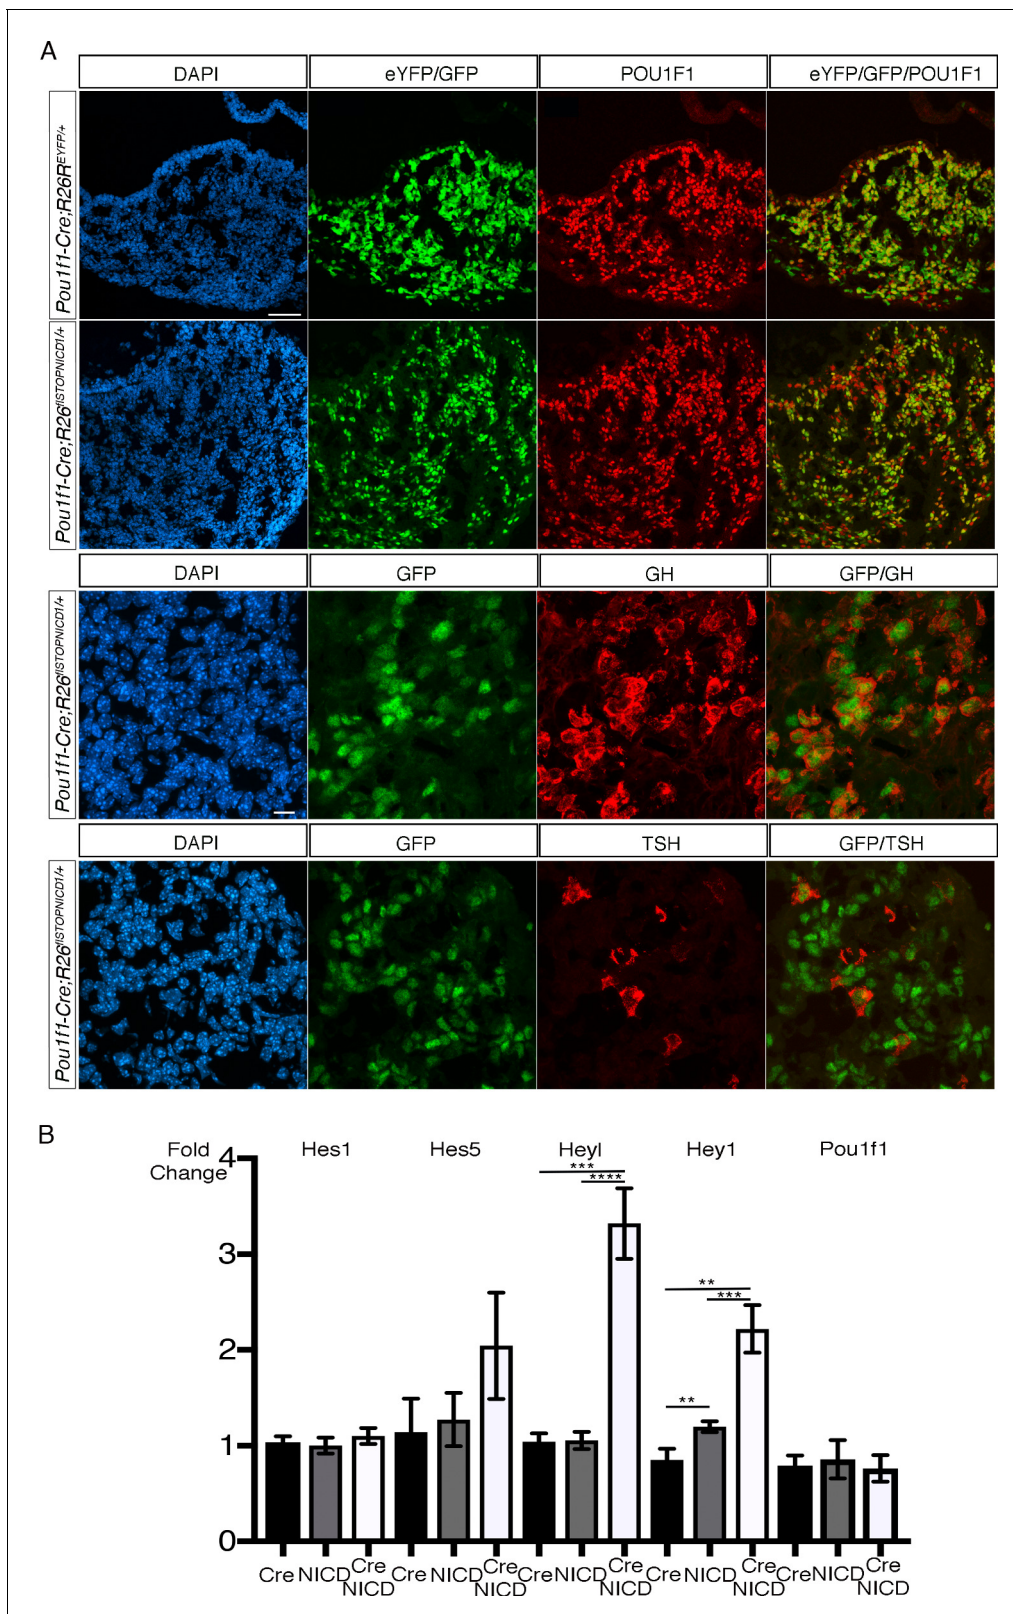 A
DAPI eYFP/GFP POU1F1 eYFP/GFP/POU1F1
Pou1f1-Cre;R26R^EYFP/+
Pou1f1-Cre;R26^flSTOPNICD1/+
DAPI GFP GH GFP/GH
Pou1f1-Cre;R26^flSTOPNICD1/+
DAPI GFP TSH GFP/TSH
Pou1f1-Cre;R26^flSTOPNICD1/+
B
Fold Change
Hes1 Hes5 Heyl Hey1 Pou1f1
4
3
2
1
0
*** ****
** ***
**
Cre NICD Cre NICD Cre NICD Cre NICD Cre NICD Cre NICD Cre NICD Cre NICD Cre NICD Cre NICD